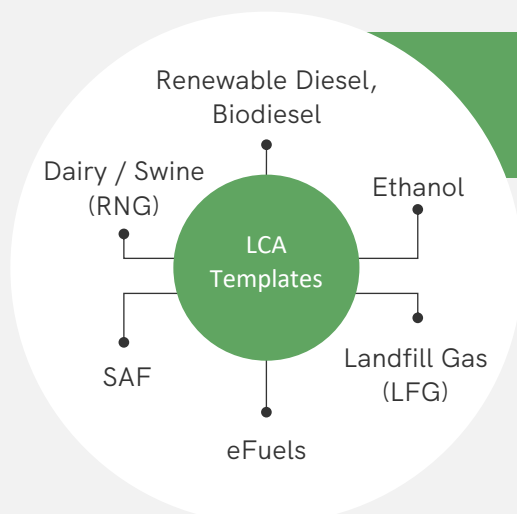 Renewable Diesel,
Biodiesel
Dairy / Swine
(RNG)
Ethanol
LCA
Templates
SAF
Landfill Gas
(LFG)
eFuels